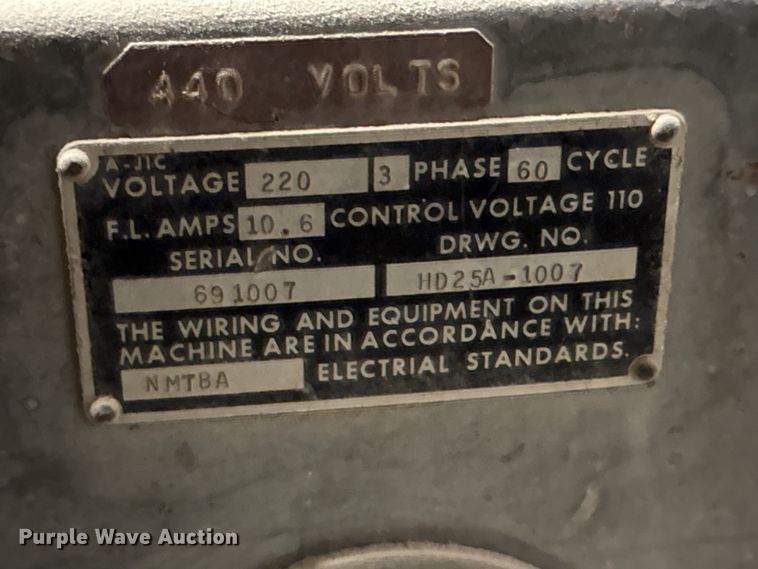 440 VOLTS
A-JIC
VOLTAGE 220 3 PHASE 60 CYCLE
F.L. AMPS 10.6 CONTROL VOLTAGE 110
SERIAL NO. DRWG. NO.
691007 HD25A-1007
THE WIRING AND EQUIPMENT ON THIS
MACHINE ARE IN ACCORDANCE WITH:
NMTBA ELECTRIAL STANDARDS.
Purple Wave Auction